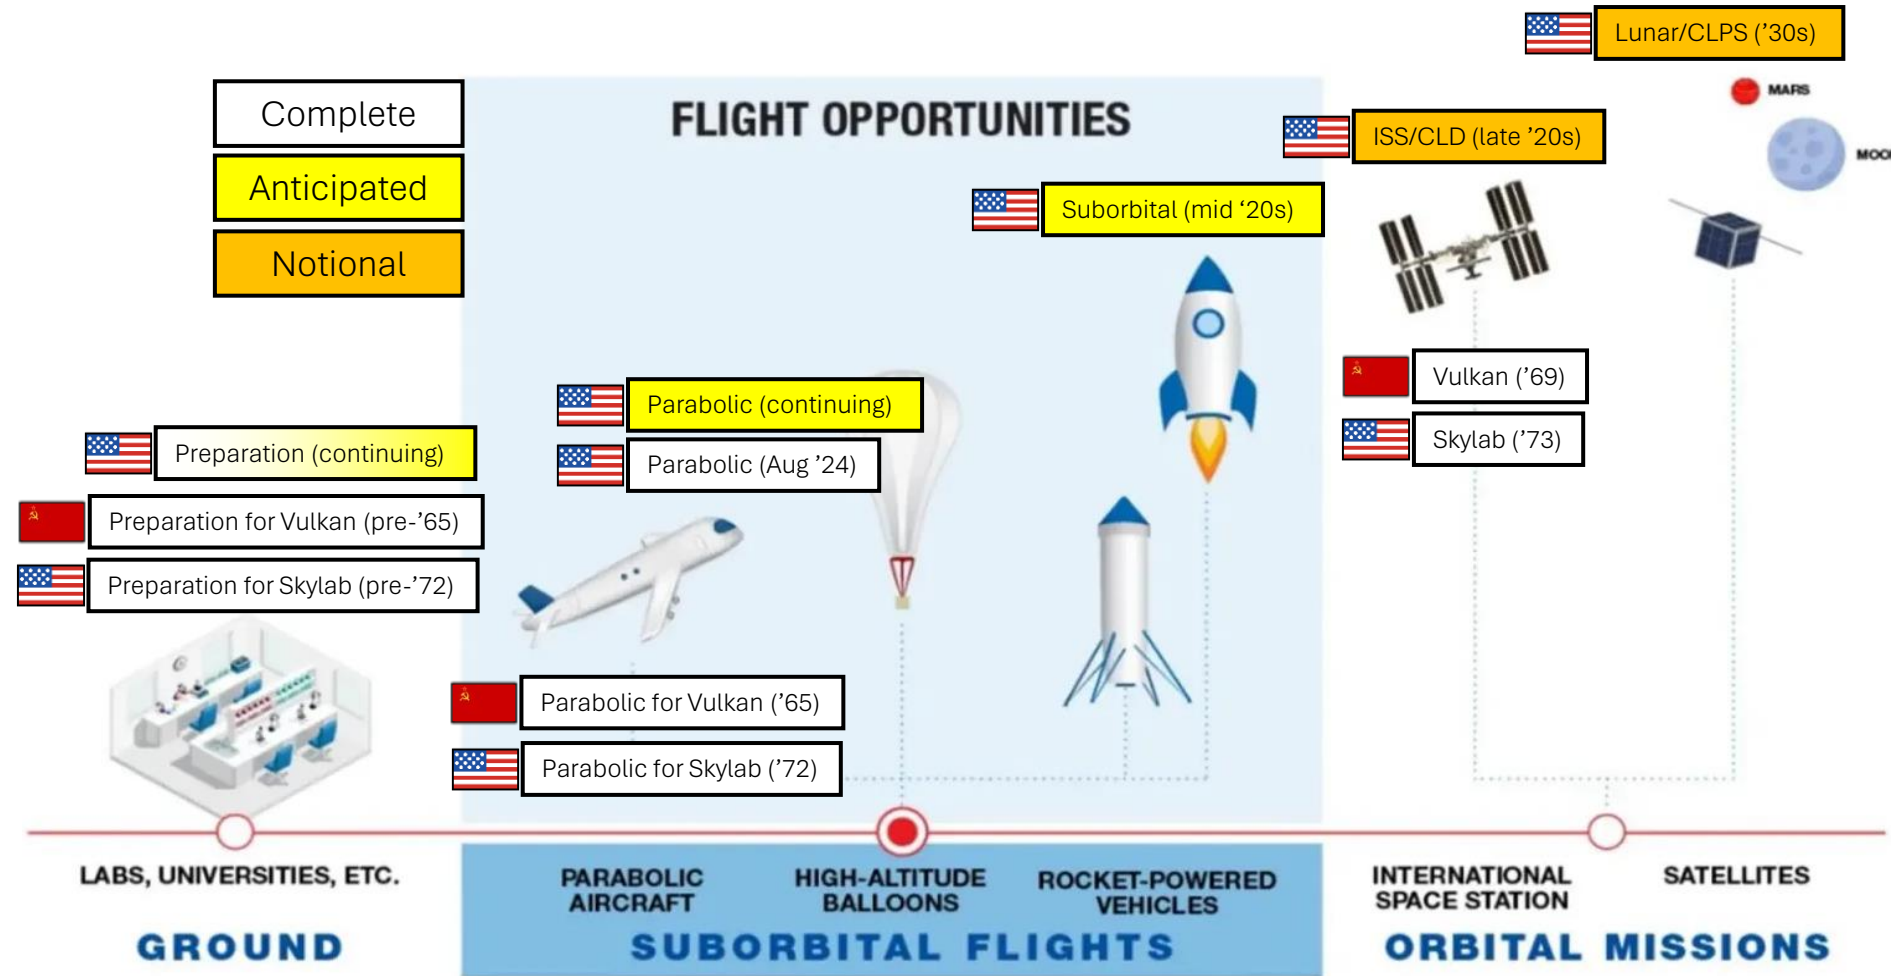 Lunar/CLPS (’30s)
MARS
MOO
Complete
Anticipated
Notional
FLIGHT OPPORTUNITIES
ISS/CLD (late ’20s)
Suborbital (mid ‘20s)
Vulkan (’69)
Skylab (’73)
Parabolic (continuing)
Parabolic (Aug ’24)
Preparation (continuing)
Preparation for Vulkan (pre-’65)
Preparation for Skylab (pre-’72)
Parabolic for Vulkan (’65)
Parabolic for Skylab (’72)
LABS, UNIVERSITIES, ETC.
GROUND
PARABOLIC
AIRCRAFT
HIGH-ALTITUDE
BALLOONS
ROCKET-POWERED
VEHICLES
SUBORBITAL FLIGHTS
INTERNATIONAL
SPACE STATION
SATELLITES
ORBITAL MISSIONS